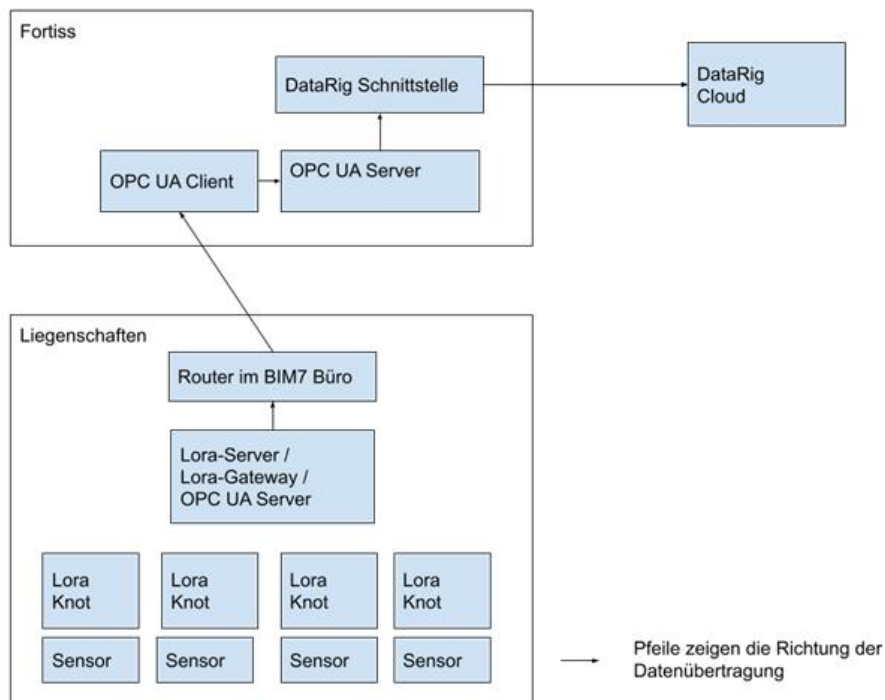 Fortiss
DataRig Schnittstelle
DataRig
Cloud
OPC UA Client
OPC UA Server
Liegenschaften
Router im BIM7 Büro
Lora-Server /
Lora-Gateway /
OPC UA Server
Lora
Knot
Lora
Knot
Lora
Knot
Lora
Knot
Sensor
Sensor
Sensor
Sensor
Pfeile zeigen die Richtung der
Datenübertragung